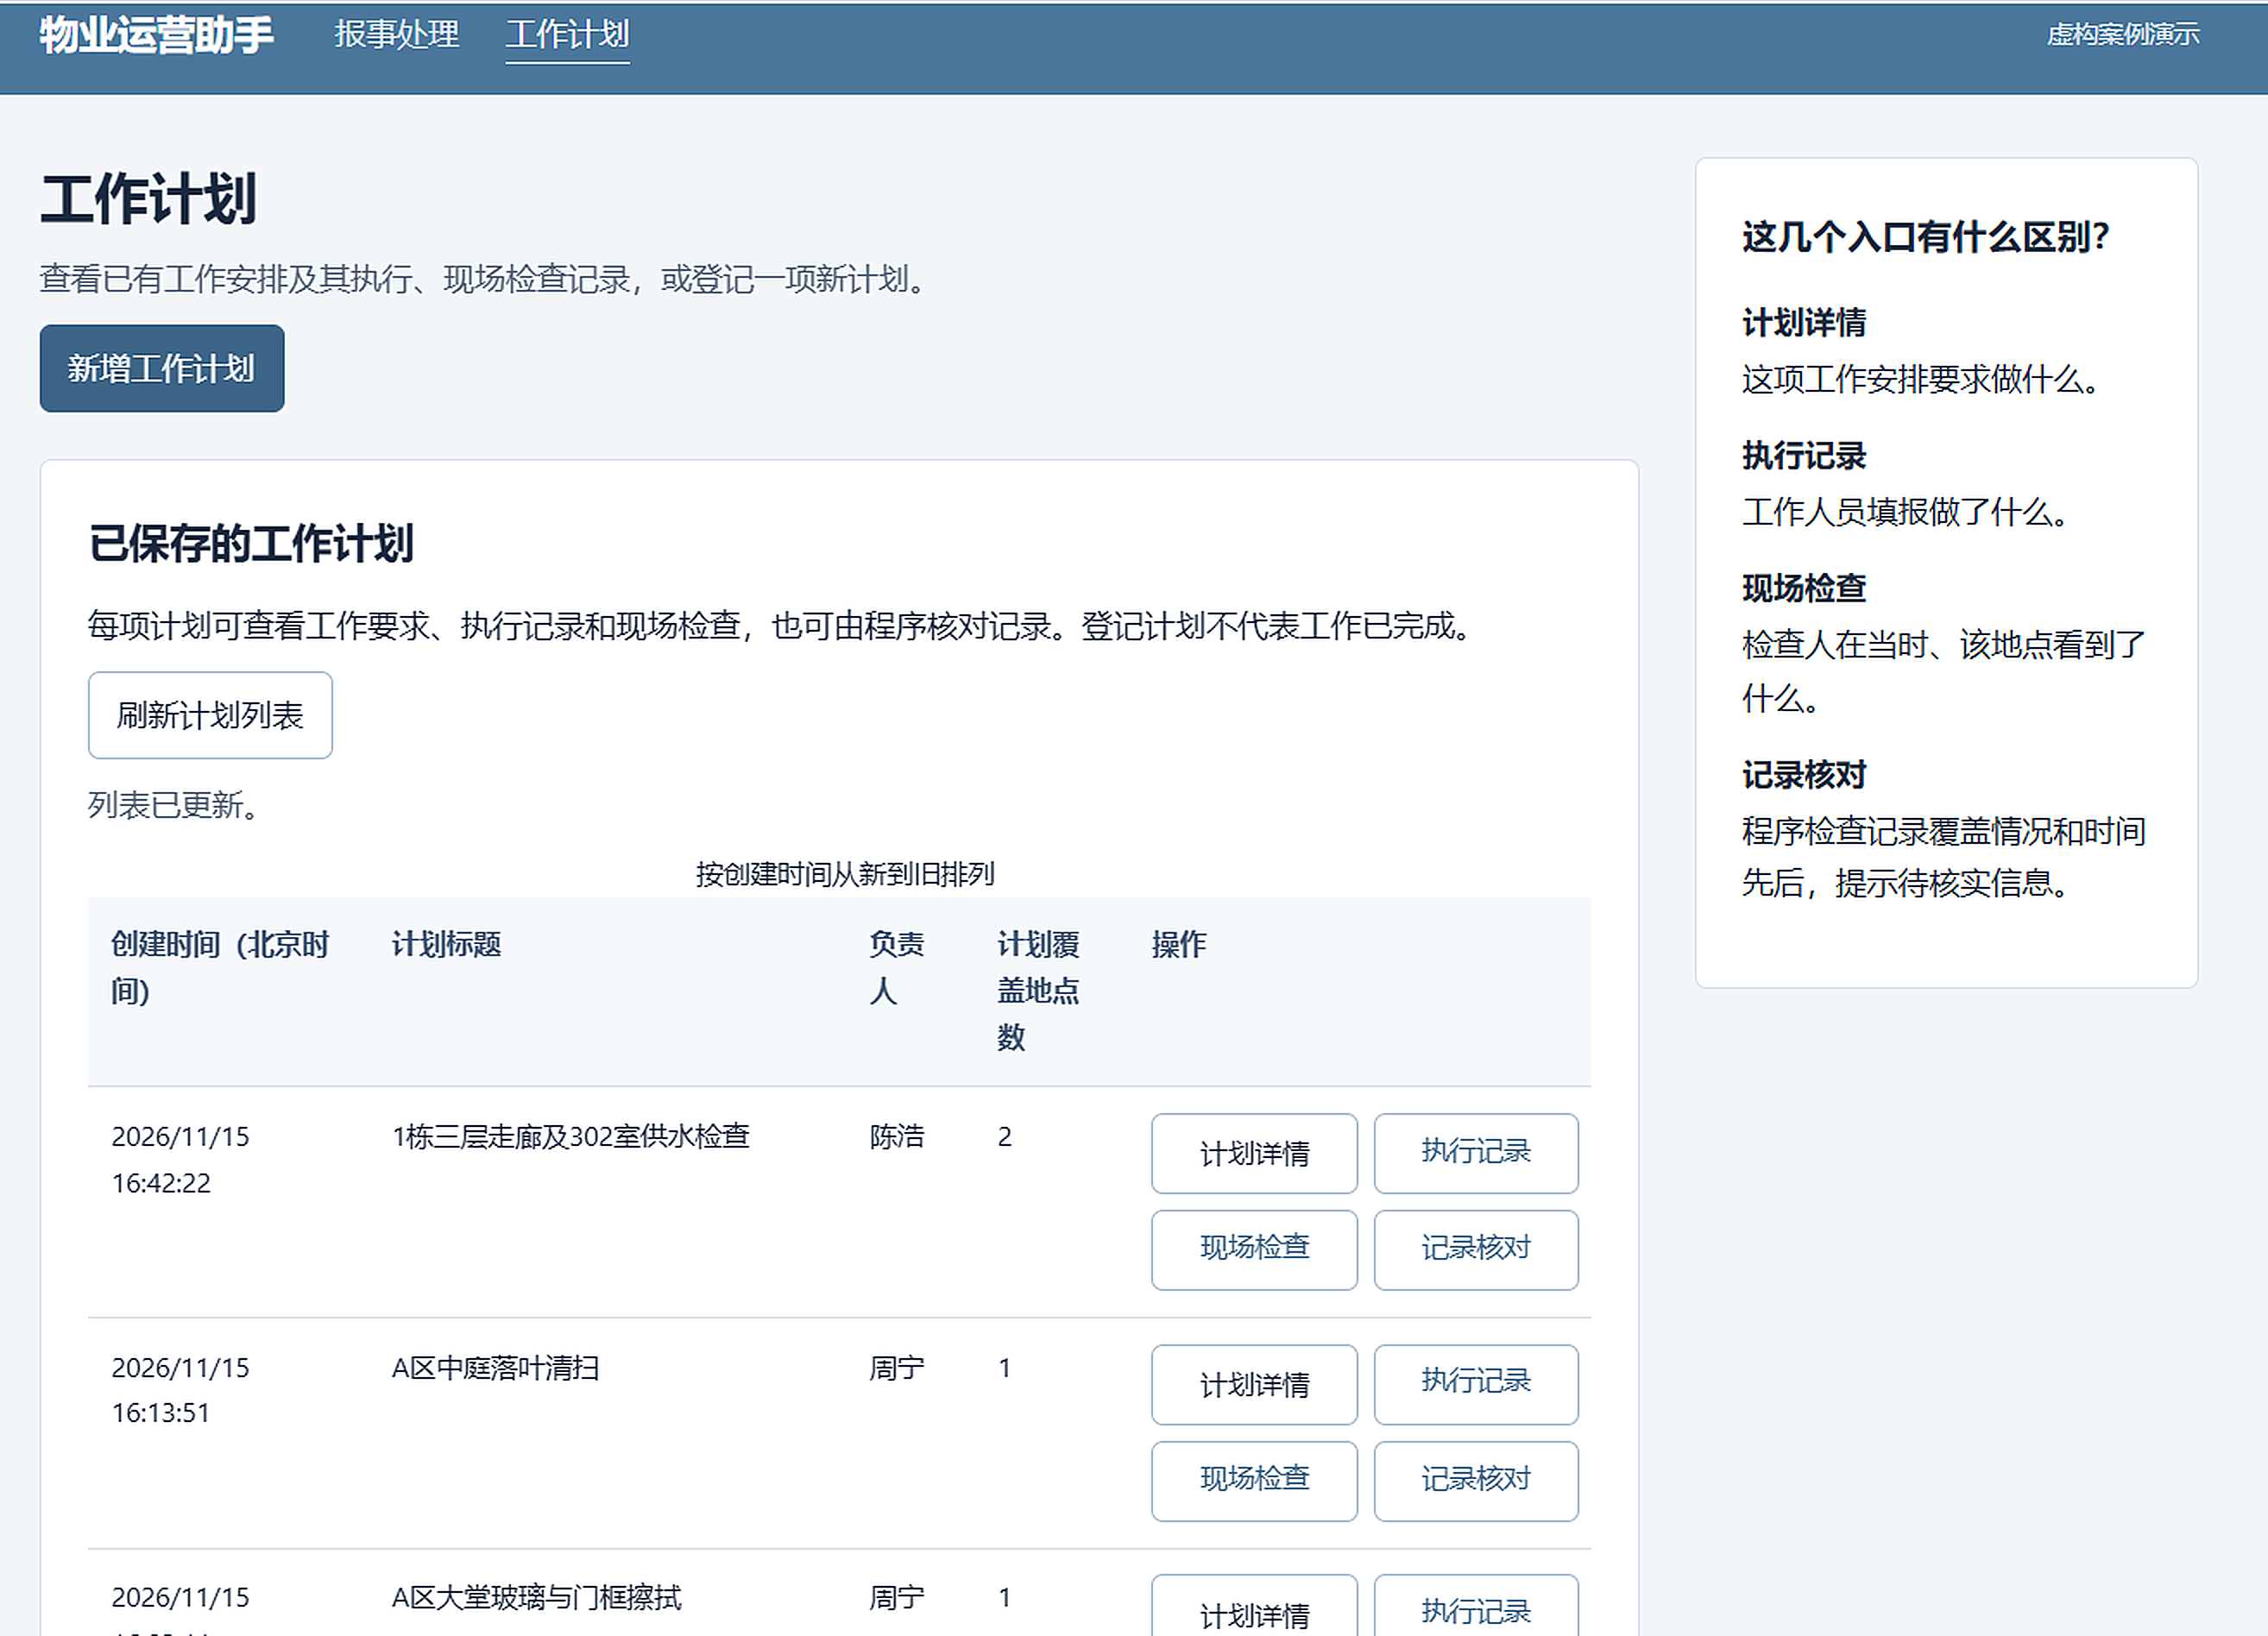 物业运营助手 报事处理 工作计划 虚构案例演示
工作计划
查看已有工作安排及其执行、现场检查记录，或登记一项新计划。
新增工作计划
已保存的工作计划
每项计划可查看工作要求、执行记录和现场检查，也可由程序核对记录。登记计划不代表工作已完成。
刷新计划列表
列表已更新。
按创建时间从新到旧排列
创建时间（北京时
间）
计划标题
负责
人
计划覆
盖地点
数
操作
2026/11/15
16:42:22
1栋三层走廊及302室供水检查
陈浩
2
计划详情 执行记录
现场检查 记录核对
2026/11/15
16:13:51
A区中庭落叶清扫
周宁
1
计划详情 执行记录
现场检查 记录核对
2026/11/15
A区大堂玻璃与门框擦拭
周宁
1
计划详情 执行记录
这几个入口有什么区别？
计划详情
这项工作安排要求做什么。
执行记录
工作人员填报做了什么。
现场检查
检查人在当时、该地点看到了
什么。
记录核对
程序检查记录覆盖情况和时间
先后，提示待核实信息。